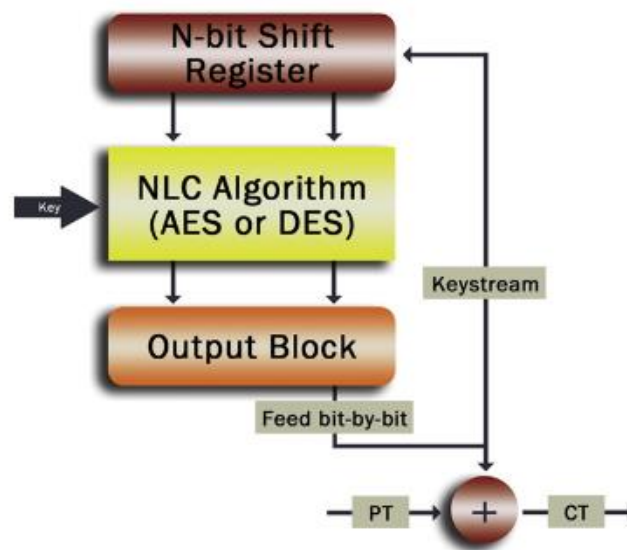 N-bit Shift
Register
NLC Algorithm
(AES or DES)
Key
Keystream
Output Block
Feed bit-by-bit
PT
+
CT